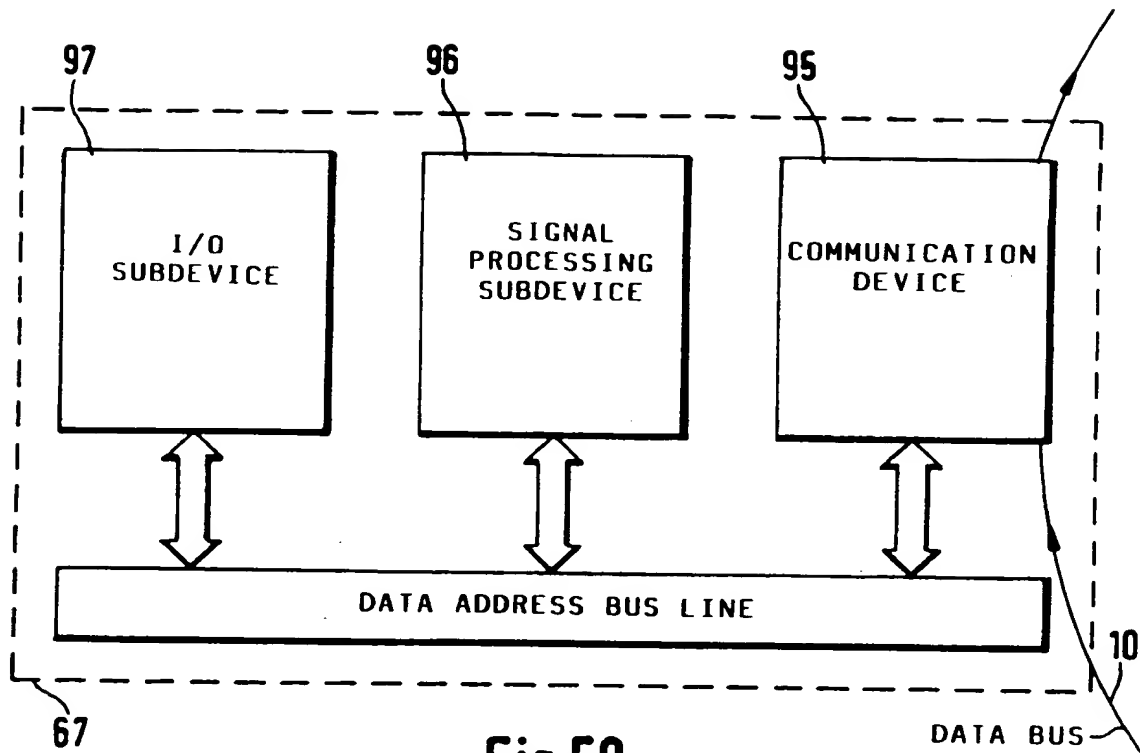 97
96
95
I/O
SUBDEVICE
SIGNAL
PROCESSING
SUBDEVICE
COMMUNICATION
DEVICE
DATA ADDRESS BUS LINE
67
10
DATA BUS